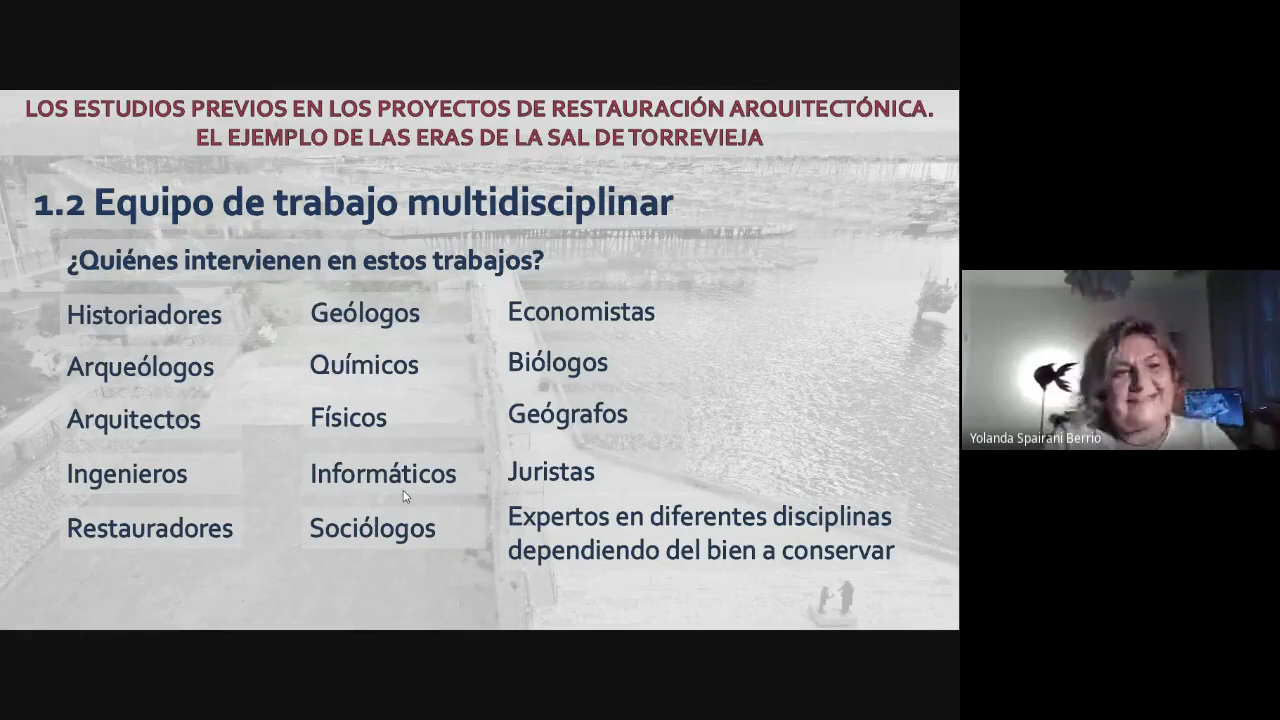 LOS ESTUDIOS PREVIOS EN LOS PROYECTOS DE RESTAURACIÓN ARQUITECTÓNICA.
EL EJEMPLO DE LAS ERAS DE LA SAL DE TORREVIEJA
1.2 Equipo de trabajo multidisciplinar
¿Quiénes intervienen en estos trabajos?
Historiadores
Arqueólogos
Arquitectos
Ingenieros
Restauradores
Geólogos
Químicos
Físicos
Informáticos
Sociólogos
Economistas
Biólogos
Geógrafos
Juristas
Expertos en diferentes disciplinas
dependiendo del bien a conservar
Yolanda Spairani Berrio